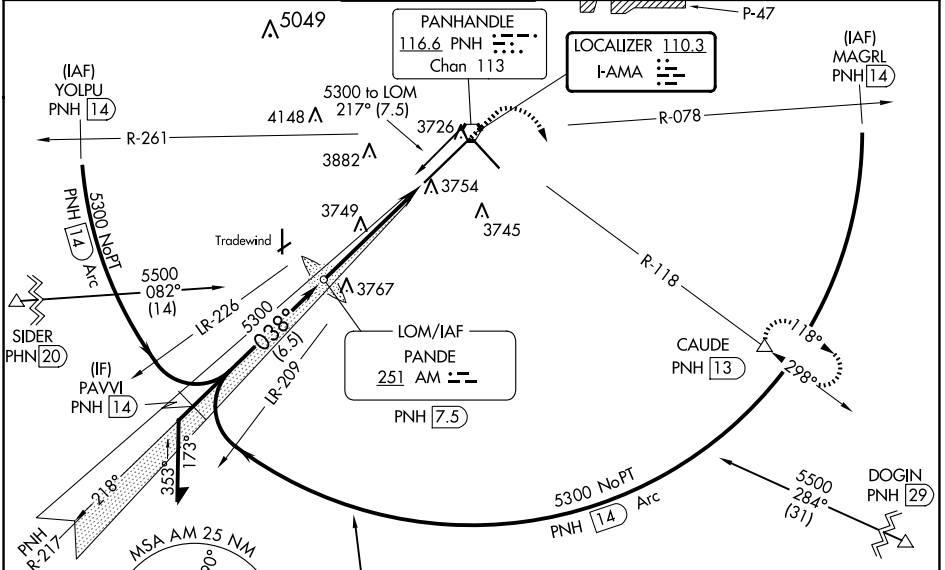 5049
P-47
PANHANDLE
116.6 PNH
Chan 113
LOCALIZER 110.3
I-AMA
(IAF)
YOLPU
PNH 14
(IAF)
MAGRL
PNH 14
5300 to LOM
217° (7.5)
4148
3726
R-261
R-078
3882
3754
3749
3745
5300 NoPT
PNH 14 Arc
Tradewind
R-118
5500
082°
(14)
SIDER
PHN 20
LR-226
5300
038°
(6.5)
3767
LR-209
LOM/IAF
PANDE
251 AM
PNH 7.5
CAUDE
PNH 13
118°
298°
(IF)
PAVVI
PNH 14
353°
173°
218°
PNH
R-217
5300 NoPT
PNH 14 Arc
5500
284°
(31)
DOGIN
PNH 29
MSA AM 25 NM
90°